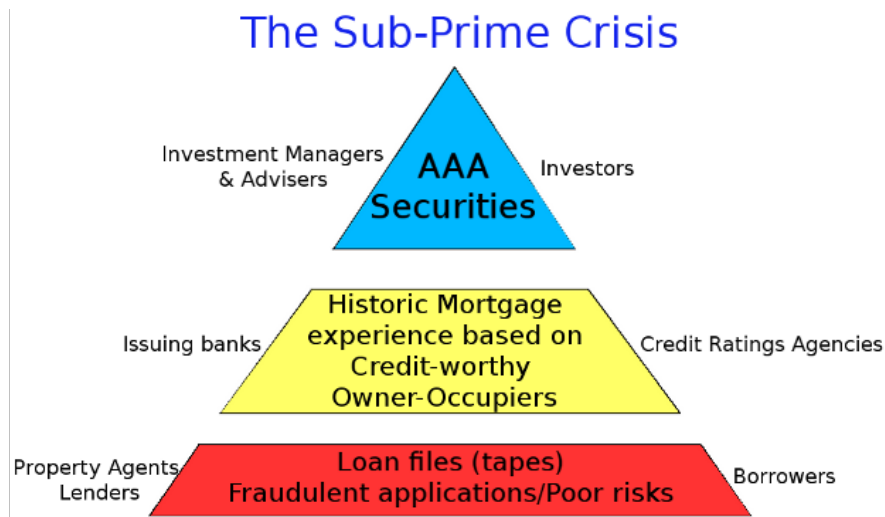 The Sub-Prime Crisis
Investment Managers
& Advisers
AAA
Securities
Investors
Issuing banks
Historic Mortgage
experience based on
Credit-worthy
Owner-Occupiers
Credit Ratings Agencies
Property Agents
Lenders
Loan files (tapes)
Fraudulent applications/Poor risks
Borrowers